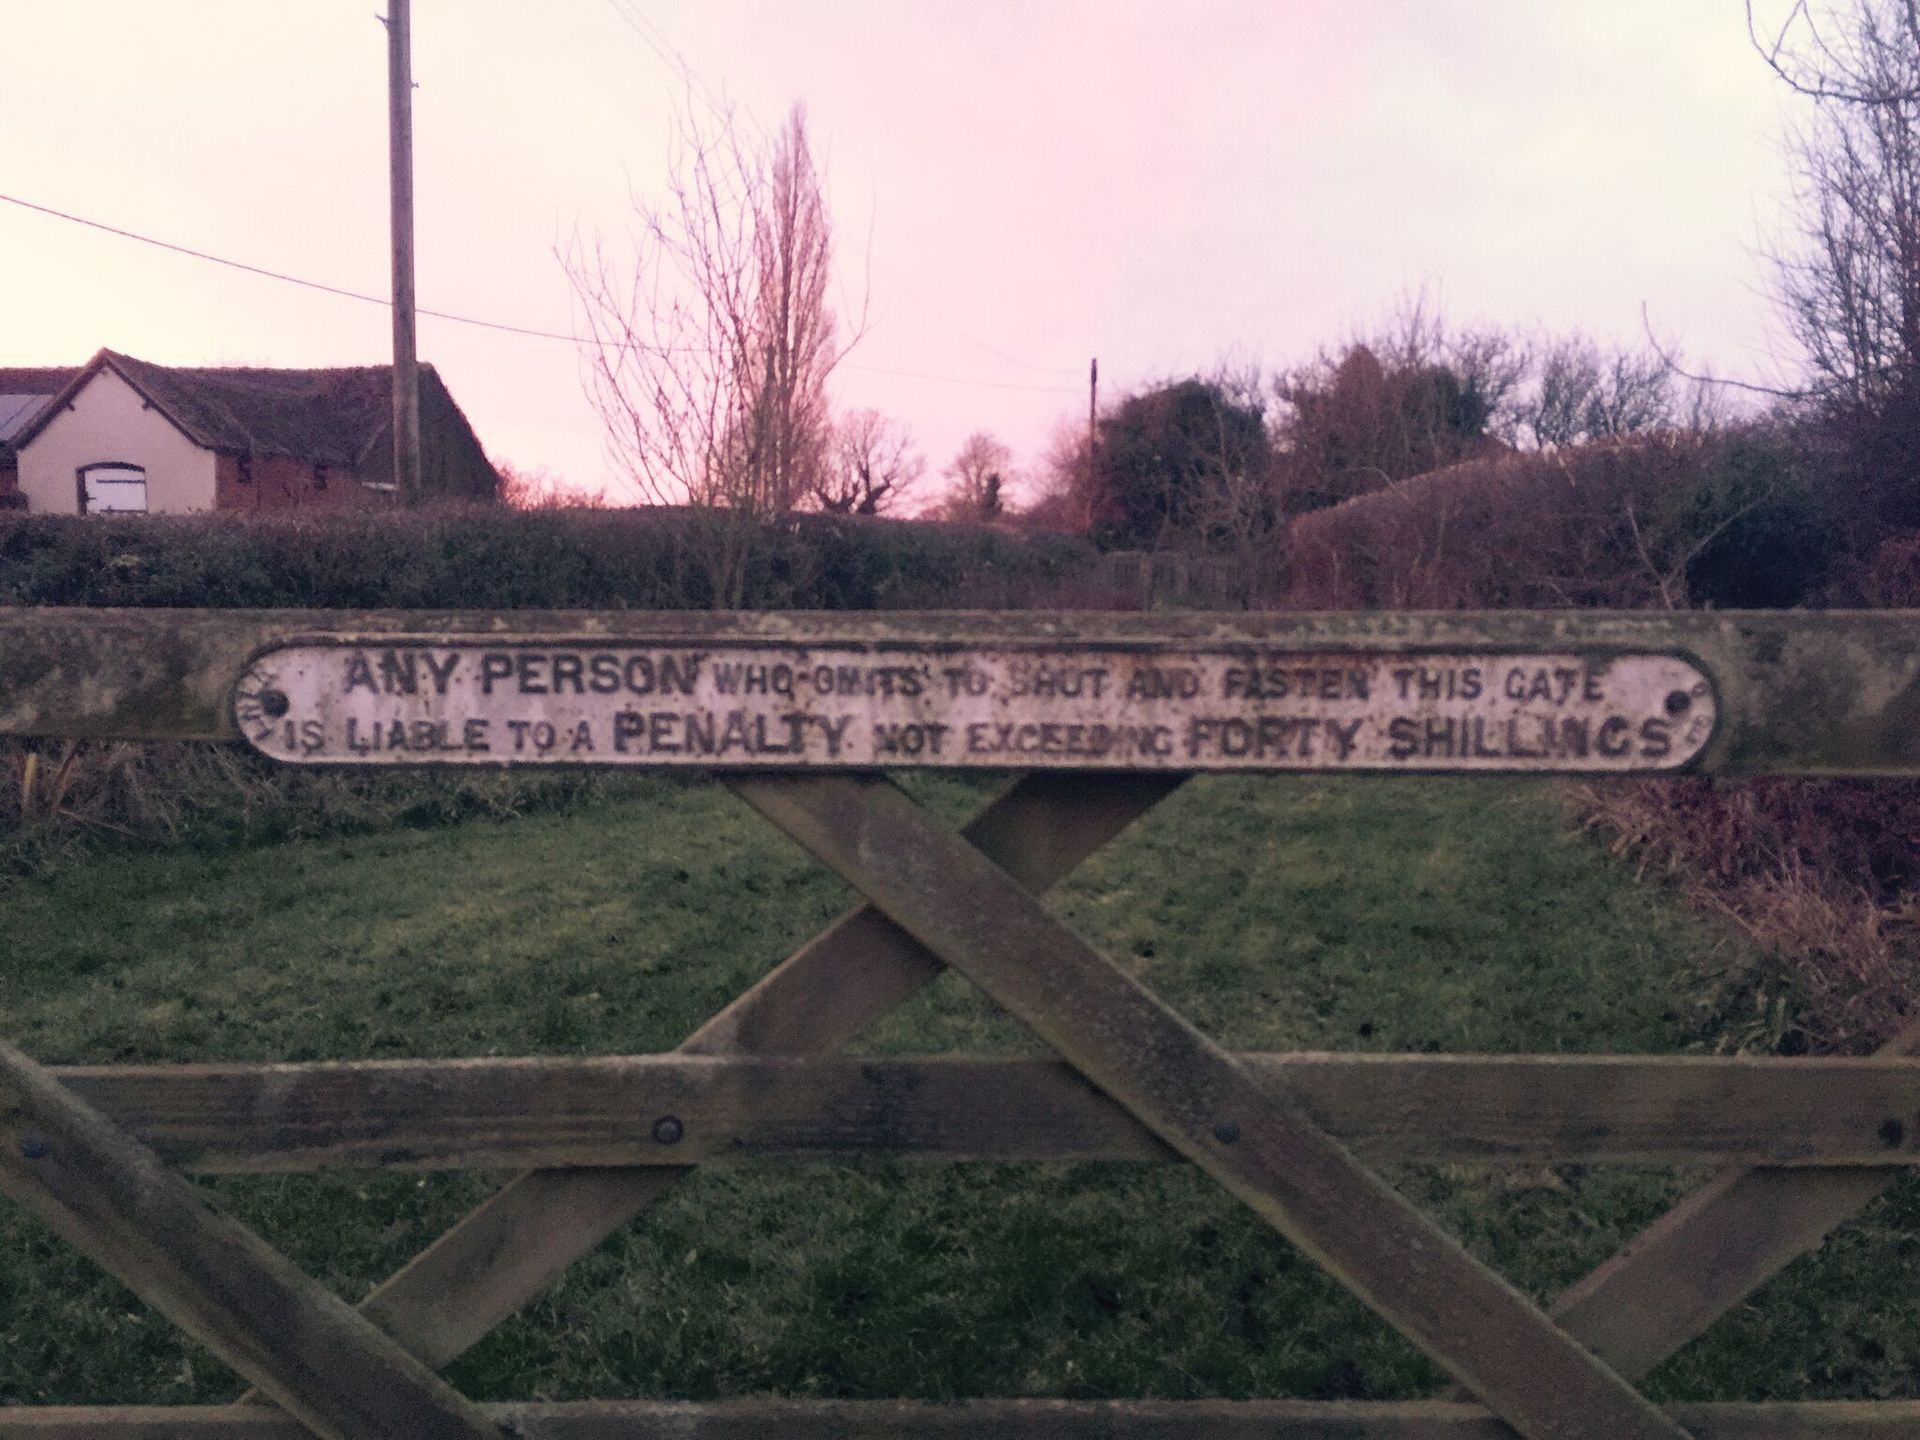 ANY PERSON WHO OMITS TO SHUT AND FASTEN THIS GATE
IS LIABLE TO A PENALTY NOT EXCEEDING FORTY SHILLINGS